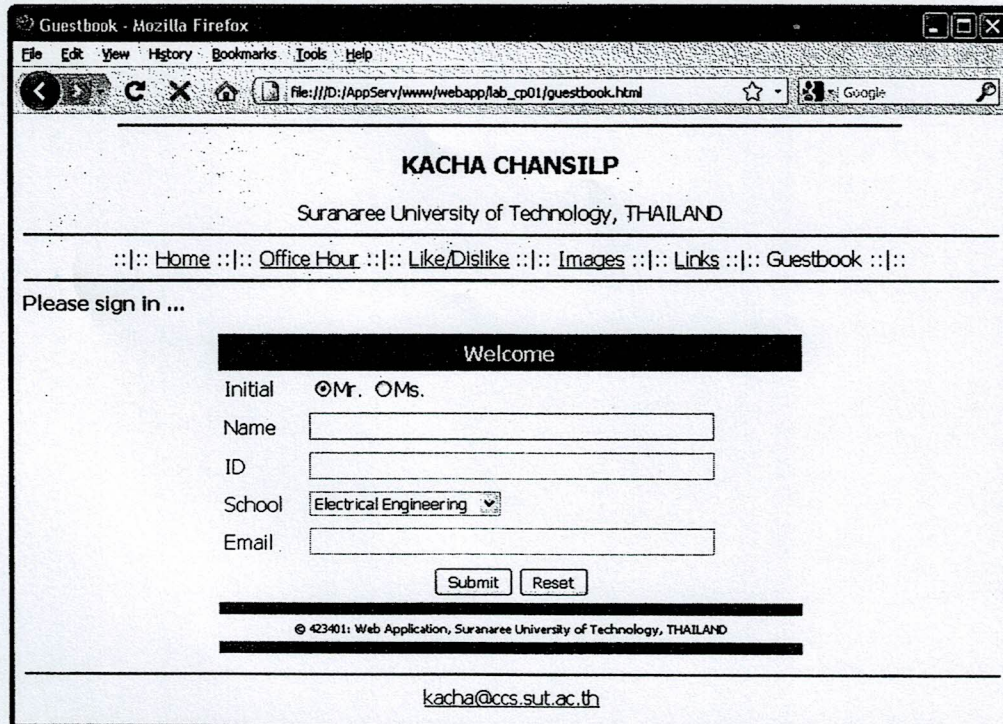 Guestbook - Mozilla Firefox
File Edit View History Bookmarks Tools Help
file:///D:/AppServ/www/webapp/lab_cp01/guestbook.html Google
KACHA CHANSILP
Suranaree University of Technology, THAILAND
::|:: Home ::|:: Office Hour ::|:: Like/Dislike ::|:: Images ::|:: Links ::|:: Guestbook ::|::
Please sign in ...
Welcome
Initial Mr. Ms.
Name
ID
School Electrical Engineering
Email
Submit Reset
© 423401: Web Application, Suranaree University of Technology, THAILAND
kacha@ccs.sut.ac.th